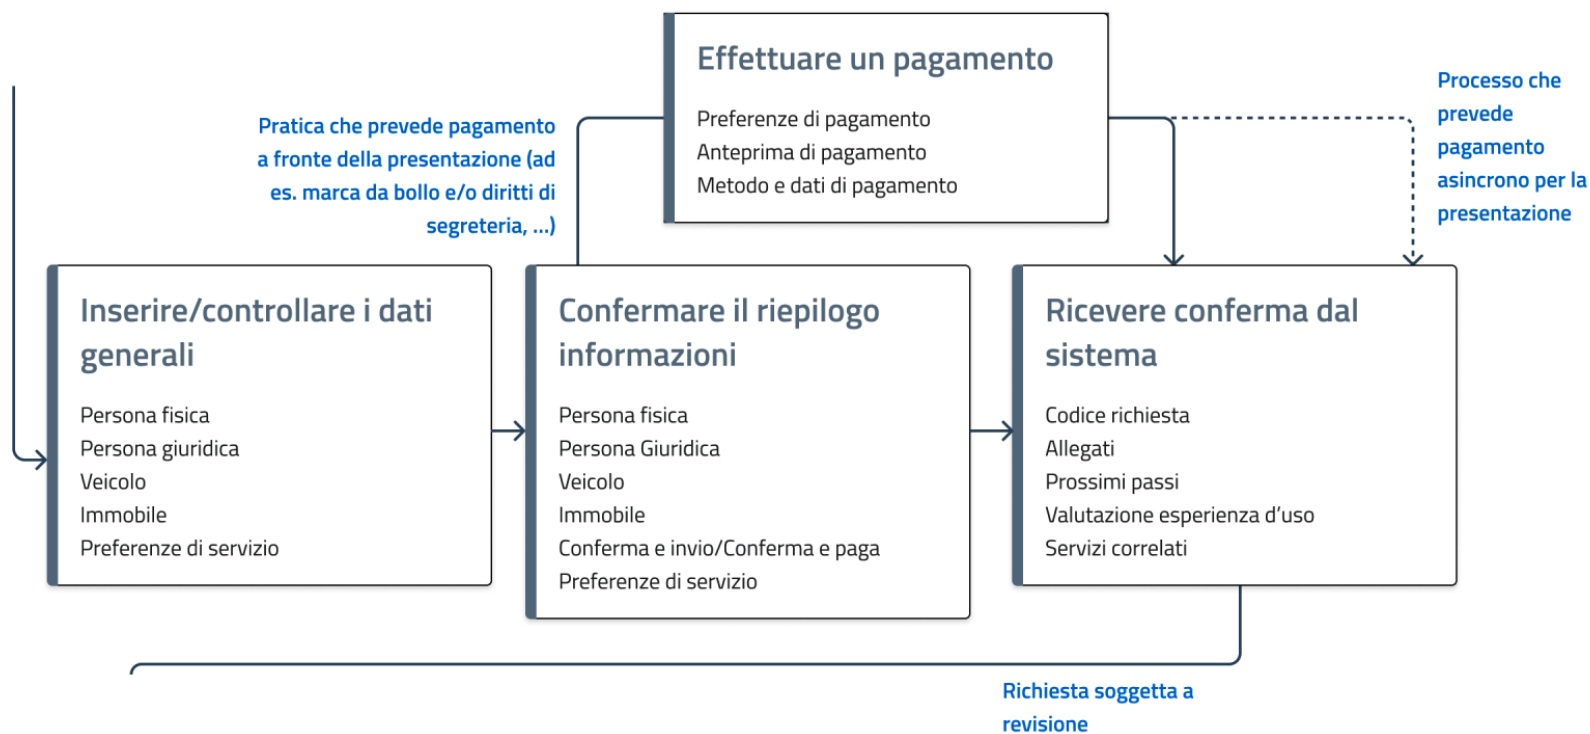 Effettuare un pagamento
Preferenze di pagamento
Anteprima di pagamento
Metodo e dati di pagamento
Pratica che prevede pagamento
a fronte della presentazione (ad
es. marca da bollo e/o diritti di
segreteria, ...)
Processo che
prevede
pagamento
asincrono per la
presentazione
Inserire/controllare i dati
generali
Persona fisica
Persona giuridica
Veicolo
Immobile
Preferenze di servizio
Confermare il riepilogo
informazioni
Persona fisica
Persona Giuridica
Veicolo
Immobile
Conferma e invio/Conferma e paga
Preferenze di servizio
Ricevere conferma dal
sistema
Codice richiesta
Allegati
Prossimi passi
Valutazione esperienza d’uso
Servizi correlati
Richiesta soggetta a
revisione